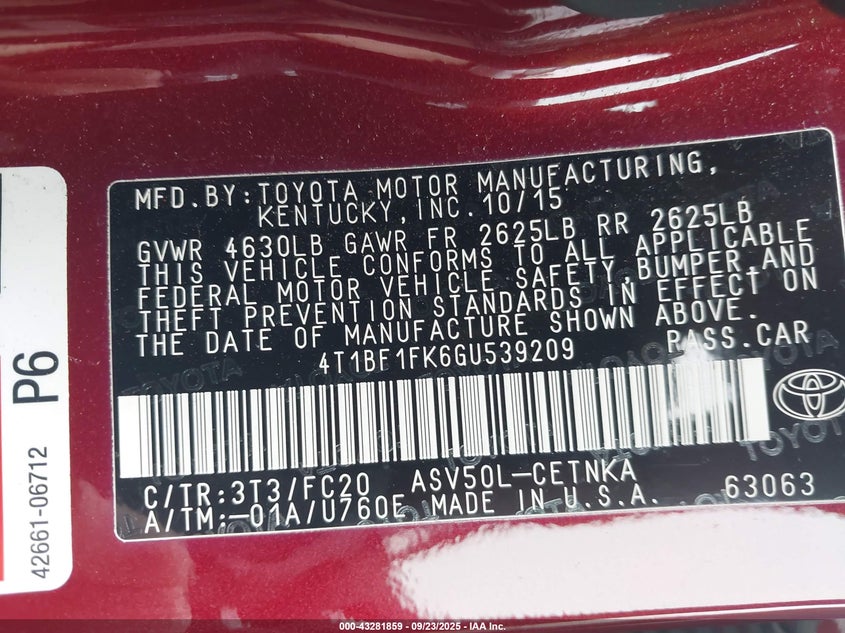 MFD.BY:TOYOTA MOTOR MANUFACTURING,
KENTUCKY,INC.10/15
GVWR 4630LB GAWR FR 2625LB RR 2625LB
THIS VEHICLE CONFORMS TO ALL APPLICABLE
FEDERAL MOTOR VEHICLE SAFETY,BUMPER,AND
THEFT PREVENTION STANDARDS IN EFFECT ON
THE DATE OF MANUFACTURE SHOWN ABOVE.
4T1BF1FK6GU539209 PASS.CAR
C/TR:3T3/FC20 ASV50L-CETNKA
A/TM:-01A/U760E MADE IN U.S.A. 63063
P6
42661-06712
TOYOTA
TOYOTA
TOYOTA
000-43281859 - 09/23/2025 - IAA Inc.